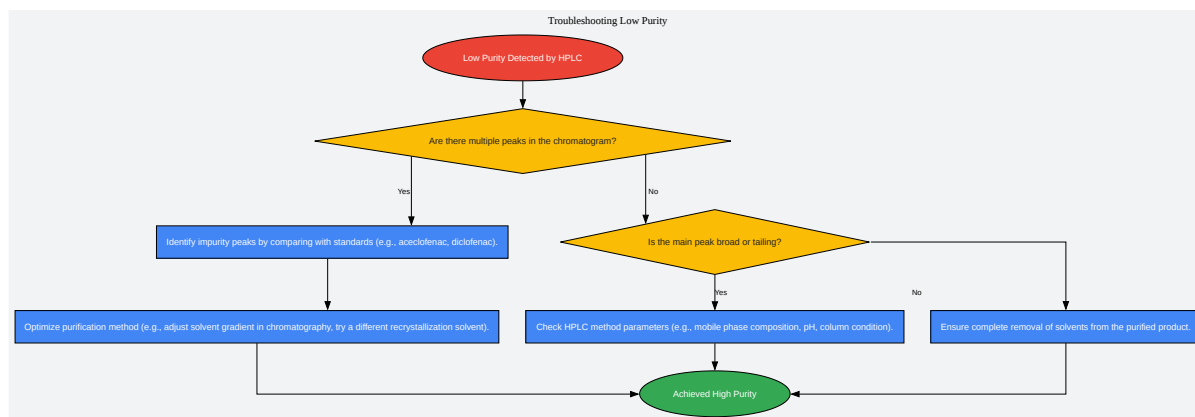 Troubleshooting Low Purity
Low Purity Detected by HPLC
Are there multiple peaks in the chromatogram?
Yes
No
Identify impurity peaks by comparing with standards (e.g., aceclofenac, diclofenac).
Is the main peak broad or tailing?
Yes
No
Optimize purification method (e.g., adjust solvent gradient in chromatography, try a different recrystallization solvent).
Check HPLC method parameters (e.g., mobile phase composition, pH, column condition).
Ensure complete removal of solvents from the purified product.
Achieved High Purity